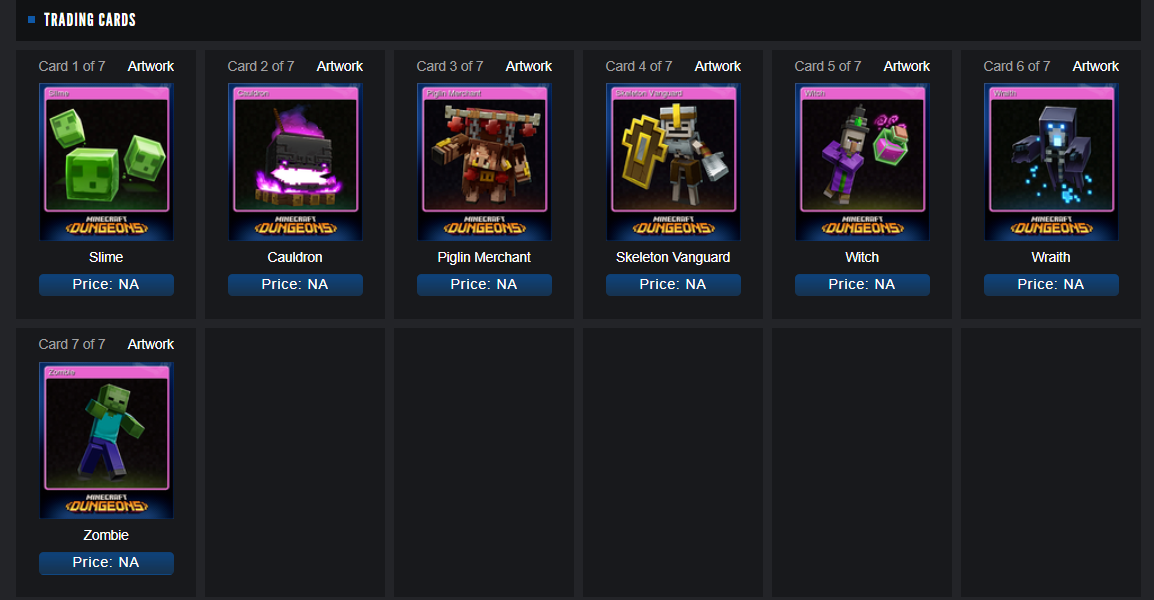 TRADING CARDS
Card 1 of 7 Artwork
Slime
MINECRAFT
DUNGEONS
Slime
Price: NA
Card 2 of 7 Artwork
Cauldron
MINECRAFT
DUNGEONS
Cauldron
Price: NA
Card 3 of 7 Artwork
Piglin Merchant
MINECRAFT
DUNGEONS
Piglin Merchant
Price: NA
Card 4 of 7 Artwork
Skeleton Vanguard
MINECRAFT
DUNGEONS
Skeleton Vanguard
Price: NA
Card 5 of 7 Artwork
Witch
MINECRAFT
DUNGEONS
Witch
Price: NA
Card 6 of 7 Artwork
Wraith
MINECRAFT
DUNGEONS
Wraith
Price: NA
Card 7 of 7 Artwork
Zombie
MINECRAFT
DUNGEONS
Zombie
Price: NA